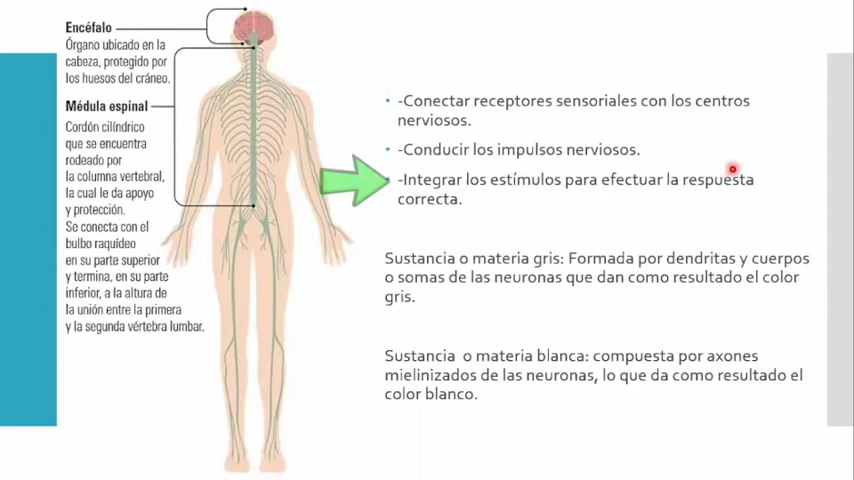 Encéfalo
Órgano ubicado en la
cabeza, protegido por
los huesos del cráneo.
Médula espinal
Cordón cilíndrico
que se encuentra
rodeado por
la columna vertebral,
la cual le da apoyo
y protección.
Se conecta con el
bulbo raquídeo
en su parte superior
y termina, en su parte
inferior, a la altura de
la unión entre la primera
y la segunda vértebra lumbar.
• -Conectar receptores sensoriales con los centros
nerviosos.
• -Conducir los impulsos nerviosos.
• -Integrar los estímulos para efectuar la respuesta
correcta.
Sustancia o materia gris: Formada por dendritas y cuerpos
o somas de las neuronas que dan como resultado el color
gris.
Sustancia o materia blanca: compuesta por axones
mielinizados de las neuronas, lo que da como resultado el
color blanco.